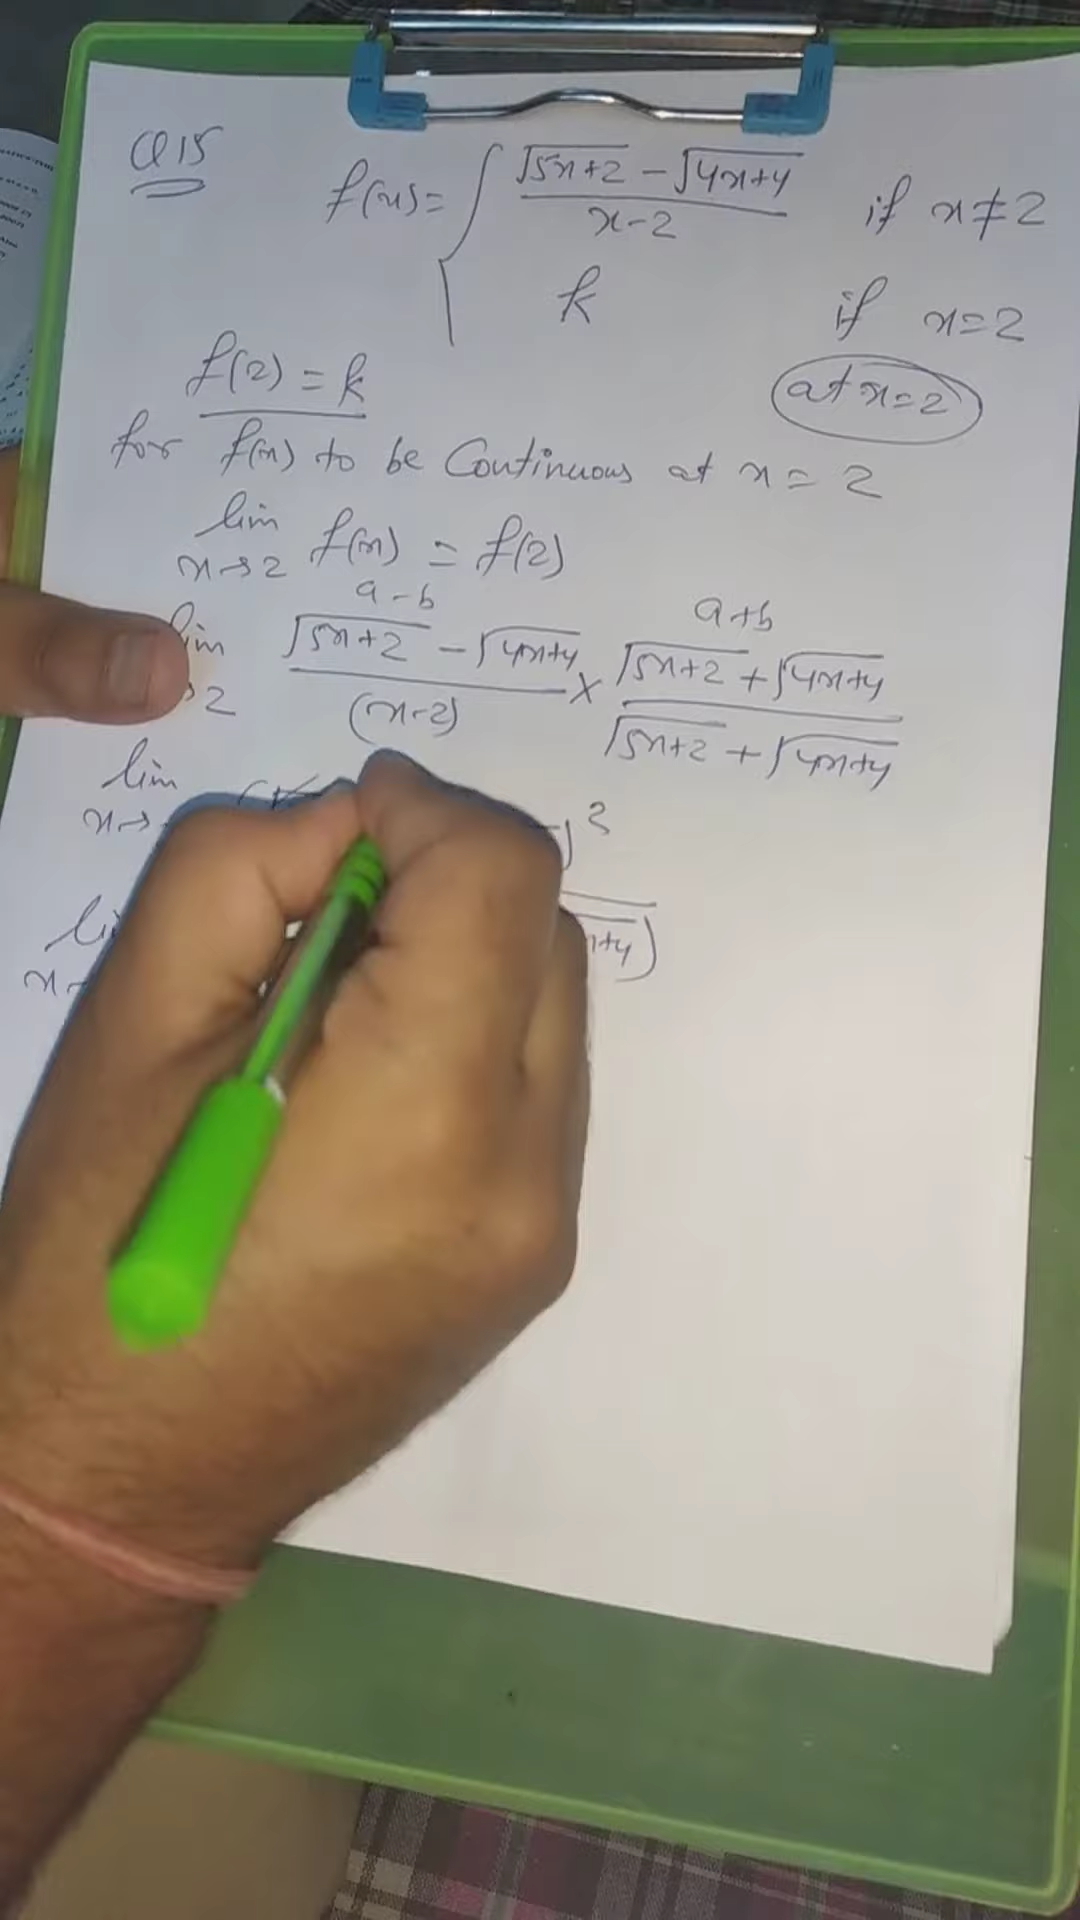 Q15
f(x) = { (√5x+2 − √4x+4) / (x−2) if x ≠ 2
k if x = 2
at x = 2
f(2) = k
for f(x) to be Continuous at x = 2
lim x→2 f(x) = f(2)
a−b a+b
lim →2 (√5x+2 − √4x+4) / (x−2) × (√5x+2 + √4x+4) / (√5x+2 + √4x+4)
lim x→ )²
x+4)